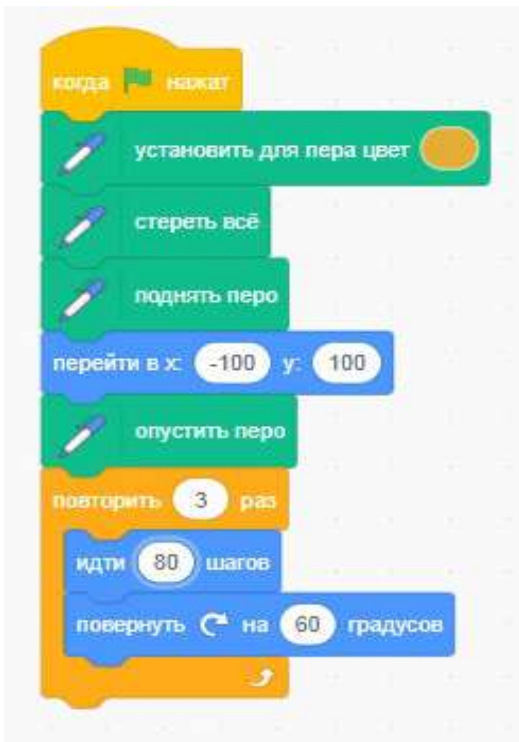 когда нажат
установить для пера цвет
стереть всё
поднять перо
перейти в x: -100 y: 100
опустить перо
повторить 3 раз
идти 80 шагов
повернуть на 60 градусов